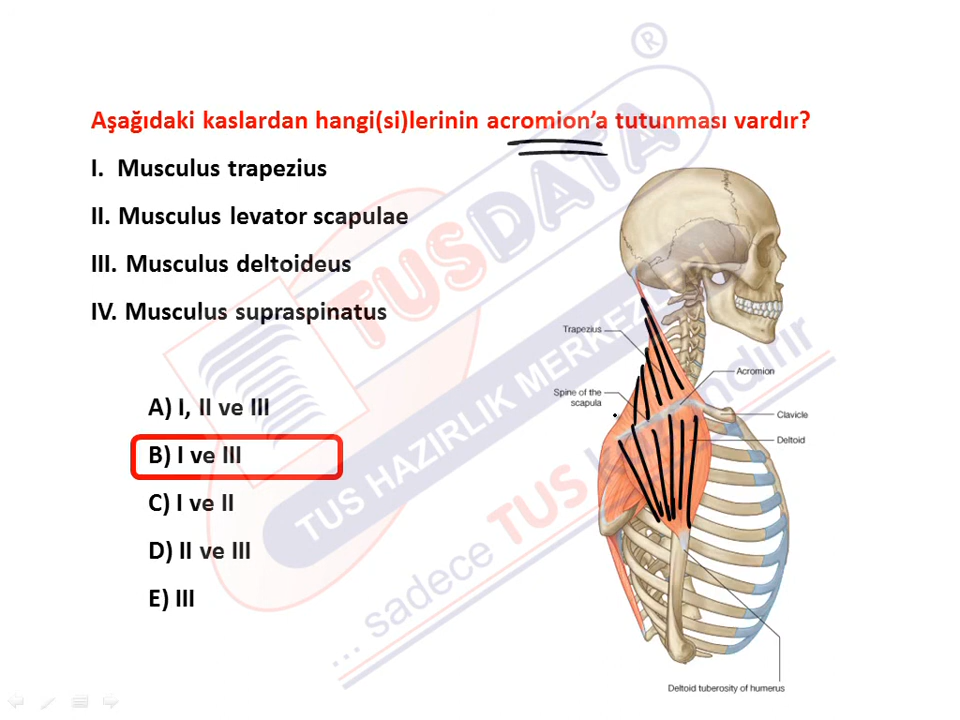 Aşağıdaki kaslardan hangi(si)lerinin acromion’a tutunması vardır?
I. Musculus trapezius
II. Musculus levator scapulae
III. Musculus deltoideus
IV. Musculus supraspinatus
A) I, II ve III
B) I ve III
C) I ve II
D) II ve III
E) III
Trapezius
Acromion
Spine of the
scapula
Clavicle
Deltoid
Deltoid tuberosity of humerus
TUSDATA ®
TUS HAZIRLIK MERKEZLERİ
... sadece TUS